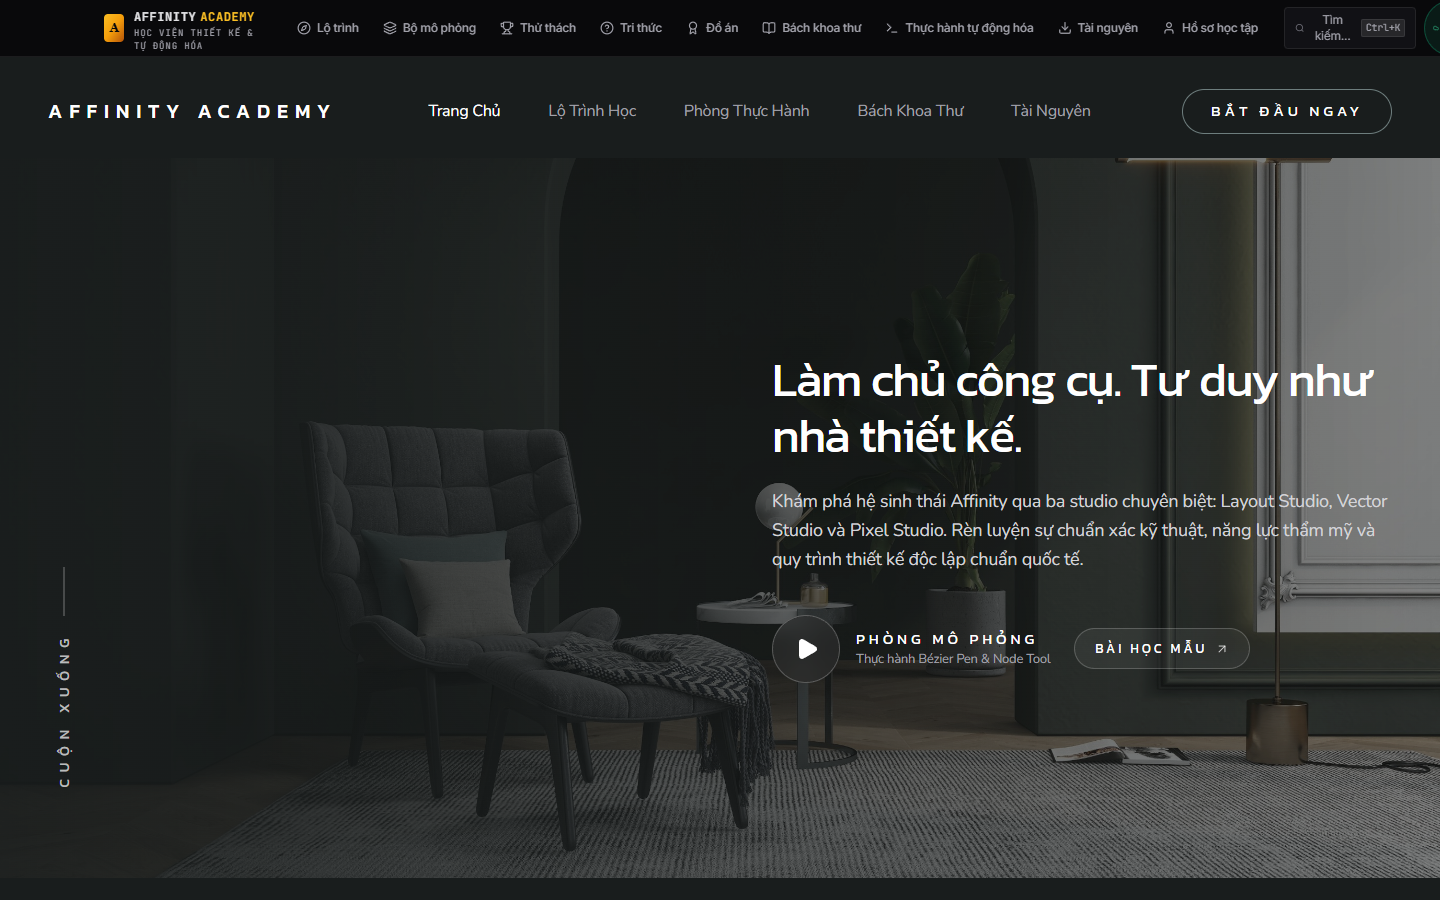 AFFINITY ACADEMY
HỌC VIỆN THIẾT KẾ &
TỰ ĐỘNG HÓA
Lộ trình
Bộ mô phỏng
Thử thách
Tri thức
Đồ án
Bách khoa thư
Thực hành tự động hóa
Tài nguyên
Hồ sơ học tập
Tìm
kiếm...
Ctrl+K
AFFINITY ACADEMY
Trang Chủ
Lộ Trình Học
Phòng Thực Hành
Bách Khoa Thư
Tài Nguyên
BẮT ĐẦU NGAY
Làm chủ công cụ. Tư duy như
nhà thiết kế.
Khám phá hệ sinh thái Affinity qua ba studio chuyên biệt: Layout Studio, Vector
Studio và Pixel Studio. Rèn luyện sự chuẩn xác kỹ thuật, năng lực thẩm mỹ và
quy trình thiết kế độc lập chuẩn quốc tế.
PHÒNG MÔ PHỎNG
Thực hành Bézier Pen & Node Tool
BÀI HỌC MẪU
CUỘN XUỐNG